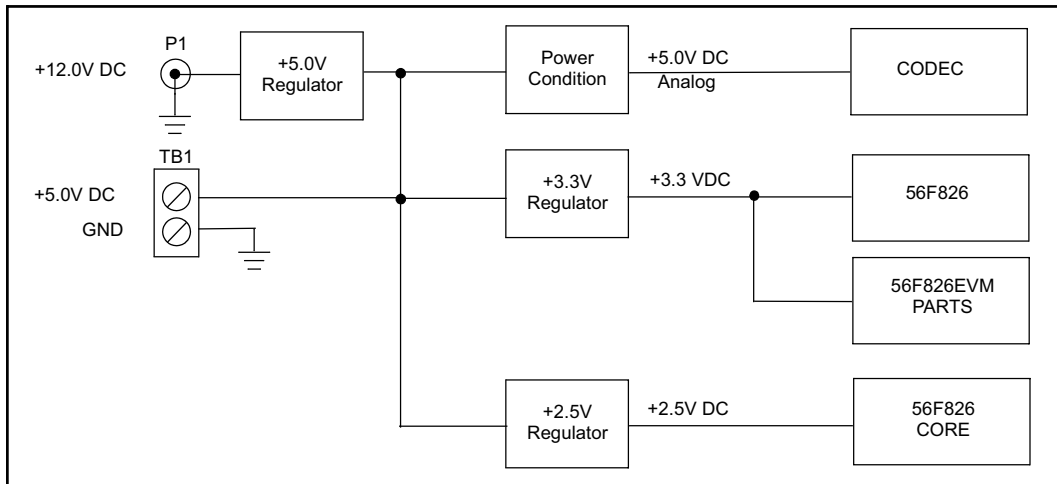 P1
+12.0V DC
+5.0V
Regulator
Power
Condition
+5.0V DC
Analog
CODEC
TB1
+5.0V DC
GND
+3.3V
Regulator
+3.3 VDC
56F826
56F826EVM
PARTS
+2.5V
Regulator
+2.5V DC
56F826
CORE